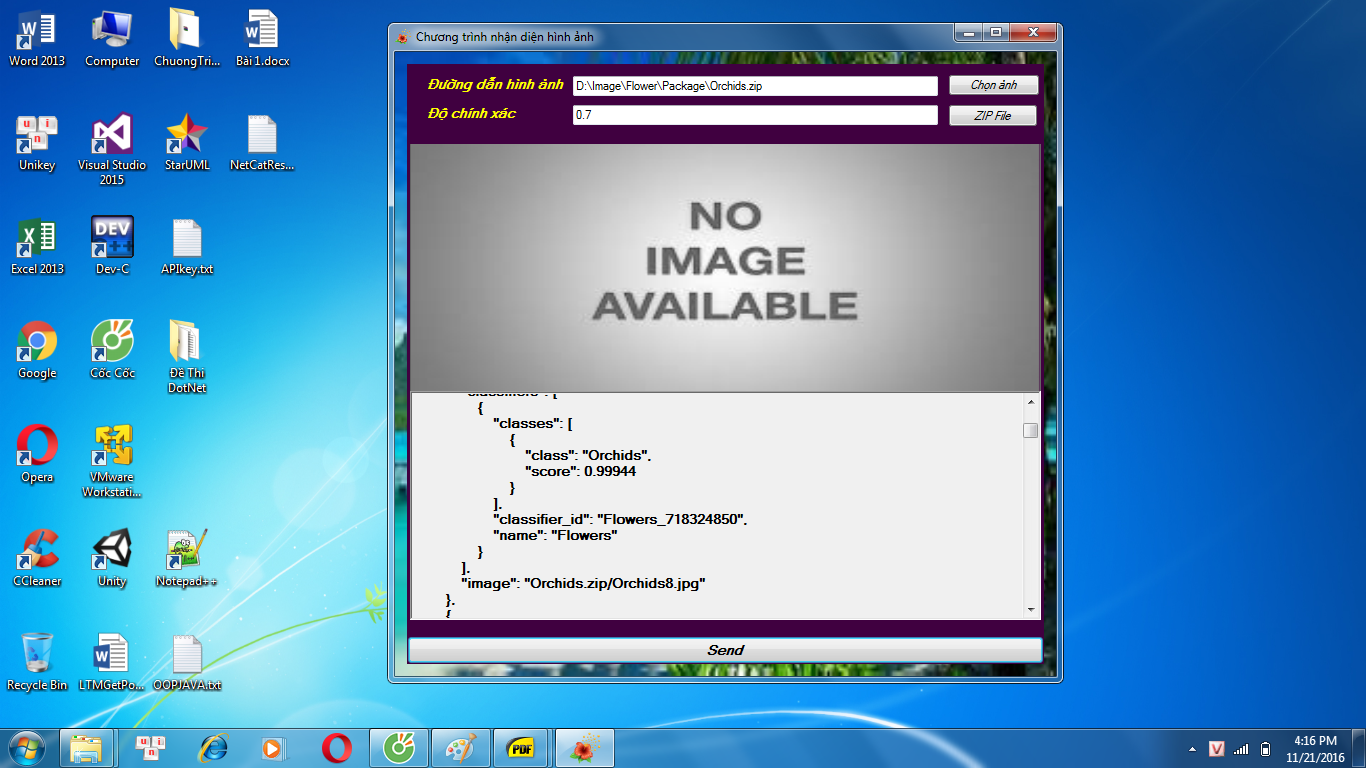 Word 2013
Computer
ChuongTri...
Bài 1.docx
Unikey
Visual Studio
2015
StarUML
NetCatRes...
Excel 2013
DEV
Dev-C
APIkey.txt
Google
Cốc Cốc
Đề Thi
DotNet
Opera
VMware
Workstati...
CCleaner
Unity
Notepad++
Recycle Bin
LTMGetPo...
OOPJAVA.txt
Chương trình nhận diện hình ảnh
Đường dẫn hình ảnh
D:\Image\Flower\Package\Orchids.zip
Chọn ảnh
Độ chính xác
0.7
ZIP File
NO
IMAGE
AVAILABLE
"classifiers": [
{
"classes": [
{
"class": "Orchids",
"score": 0.99944
}
],
"classifier_id": "Flowers_718324850",
"name": "Flowers"
}
],
"image": "Orchids.zip/Orchids8.jpg"
},
{
Send
PDF
V
4:16 PM
11/21/2016